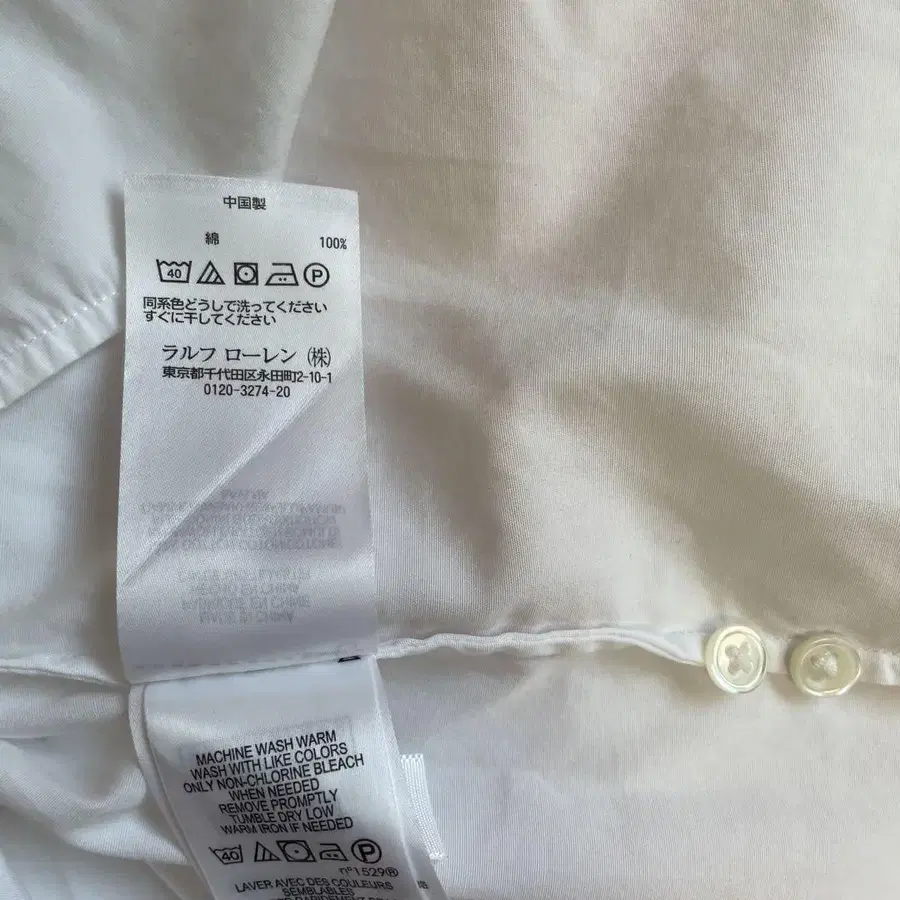 中国製
綿 100%
40 P
同系色どうしで洗ってください
すぐに干してください
ラルフ ローレン (株)
東京都千代田区永田町2-10-1
0120-3274-20
MACHINE WASH WARM
WASH WITH LIKE COLORS
ONLY NON-CHLORINE BLEACH
WHEN NEEDED
REMOVE PROMPTLY
TUMBLE DRY LOW
WARM IRON IF NEEDED
40 P
nº1529®
LAVER AVEC DES COULEURS
SEMBLABLES